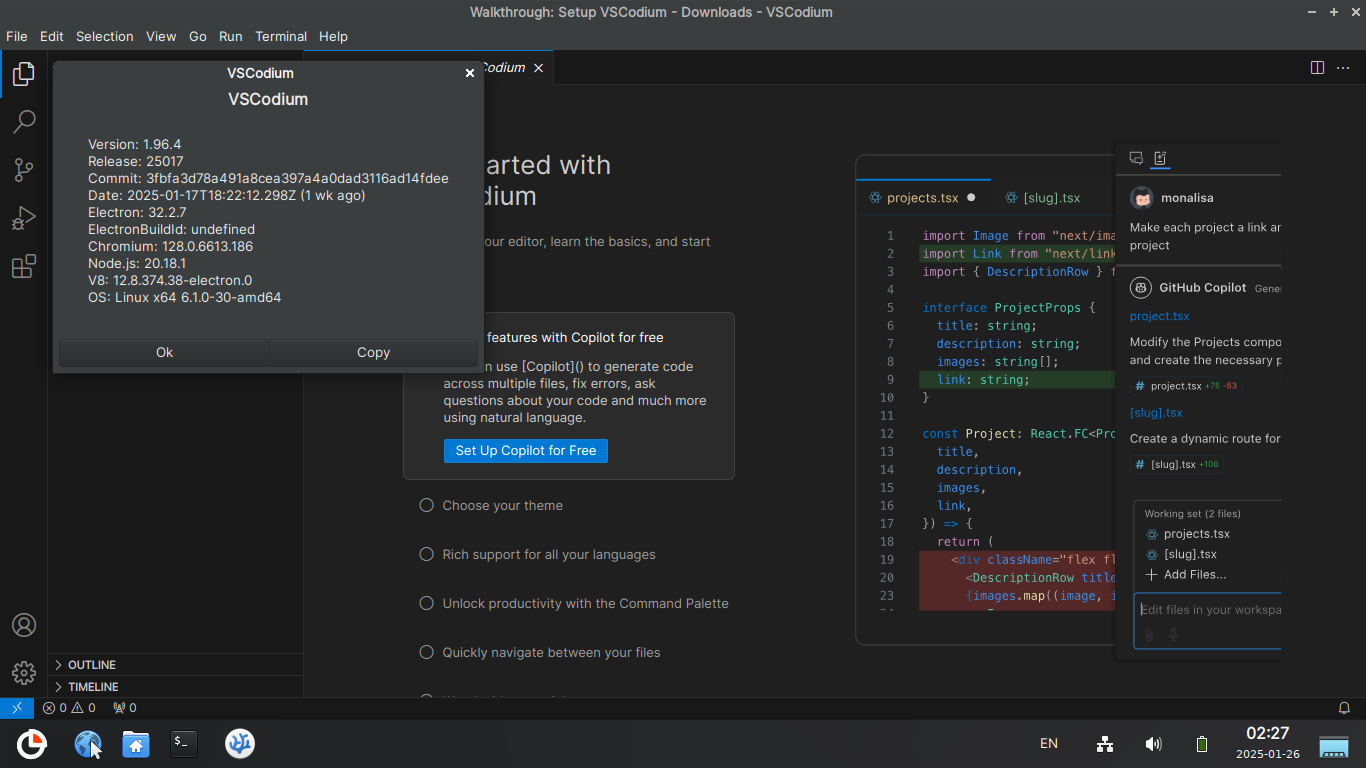 Walkthrough: Setup VSCodium - Downloads - VSCodium
File Edit Selection View Go Run Terminal Help
VSCodium
VSCodium
Version: 1.96.4
Release: 25017
Commit: 3fbfa3d78a491a8cea397a4a0dad3116ad14fdee
Date: 2025-01-17T18:22:12.298Z (1 wk ago)
Electron: 32.2.7
ElectronBuildId: undefined
Chromium: 128.0.6613.186
Node.js: 20.18.1
V8: 12.8.374.38-electron.0
OS: Linux x64 6.1.0-30-amd64
Ok Copy
Codium
arted with
dium
our editor, learn the basics, and start
features with Copilot for free
n use [Copilot]() to generate code
across multiple files, fix errors, ask
questions about your code and much more
using natural language.
Set Up Copilot for Free
Choose your theme
Rich support for all your languages
Unlock productivity with the Command Palette
Quickly navigate between your files
projects.tsx [slug].tsx
1 import Image from "next/ima
2 import Link from "next/link
3 import { DescriptionRow } f
4
5 interface ProjectProps {
6 title: string;
7 description: string;
8 images: string[];
9 link: string;
10 }
11
12 const Project: React.FC<Pro
13 title,
14 description,
15 images,
16 link,
17 }) => {
18 return (
19 <div className="flex fl
20 <DescriptionRow title
23 {images.map((image, i
monalisa
Make each project a link an
project
GitHub Copilot Gene
project.tsx
Modify the Projects compo
and create the necessary p
# project.tsx +75 -53
[slug].tsx
Create a dynamic route for
# [slug].tsx +108
Working set (2 files)
projects.tsx
[slug].tsx
Add Files...
Edit files in your workspa
OUTLINE
TIMELINE
0 0 0
EN
02:27
2025-01-26